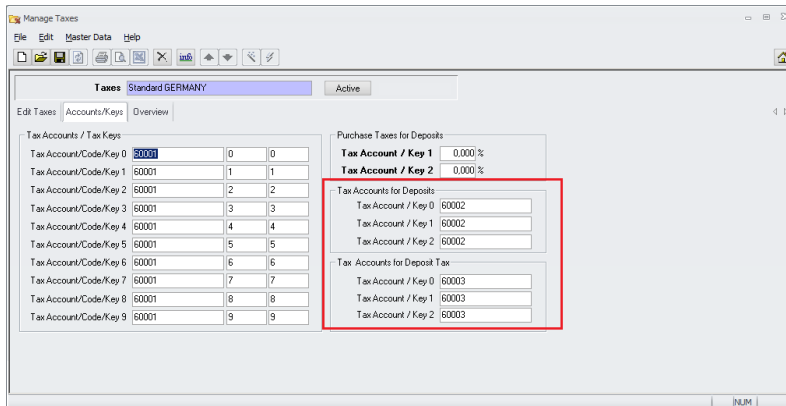 Manage Taxes
File Edit Master Data Help
info
Taxes Standard GERMANY Active
Edit Taxes Accounts/Keys Overview
Tax Accounts / Tax Keys
Tax Account/Code/Key 0 60001 0 0
Tax Account/Code/Key 1 60001 1 1
Tax Account/Code/Key 2 60001 2 2
Tax Account/Code/Key 3 60001 3 3
Tax Account/Code/Key 4 60001 4 4
Tax Account/Code/Key 5 60001 5 5
Tax Account/Code/Key 6 60001 6 6
Tax Account/Code/Key 7 60001 7 7
Tax Account/Code/Key 8 60001 8 8
Tax Account/Code/Key 9 60001 9 9
Purchase Taxes for Deposits
Tax Account / Key 1 0,000 %
Tax Account / Key 2 0,000 %
Tax Accounts for Deposits
Tax Account / Key 0 60002
Tax Account / Key 1 60002
Tax Account / Key 2 60002
Tax Accounts for Deposit Tax
Tax Account / Key 0 60003
Tax Account / Key 1 60003
Tax Account / Key 2 60003
NUM